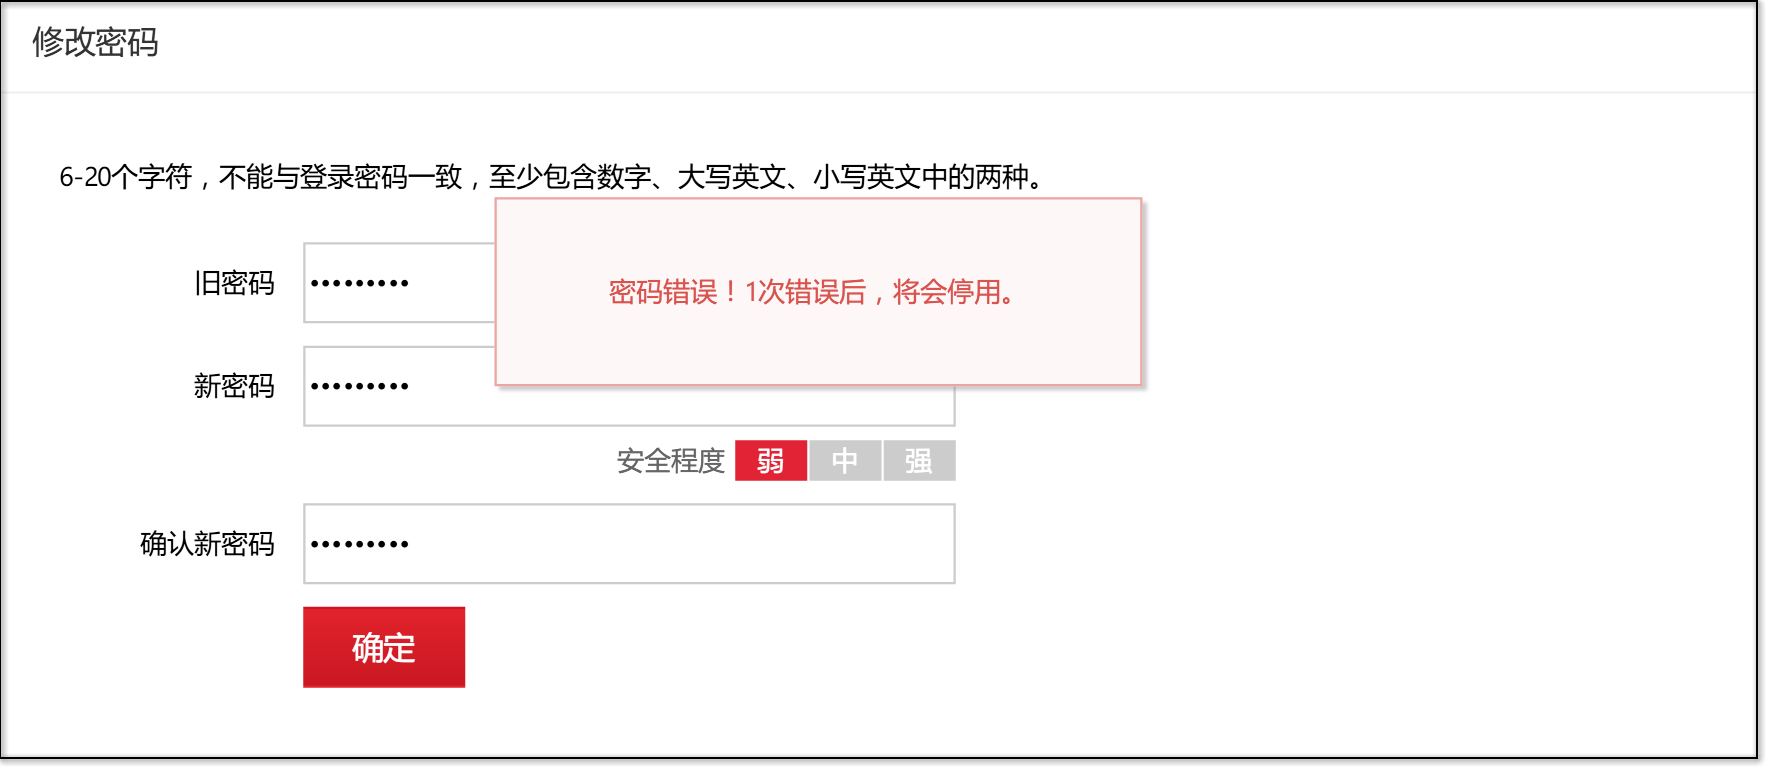 修改密码
6-20个字符，不能与登录密码一致，至少包含数字、大写英文、小写英文中的两种。
旧密码 •••••••••
密码错误！1次错误后，将会停用。
新密码 •••••••••
安全程度 弱 中 强
确认新密码 •••••••••
确定